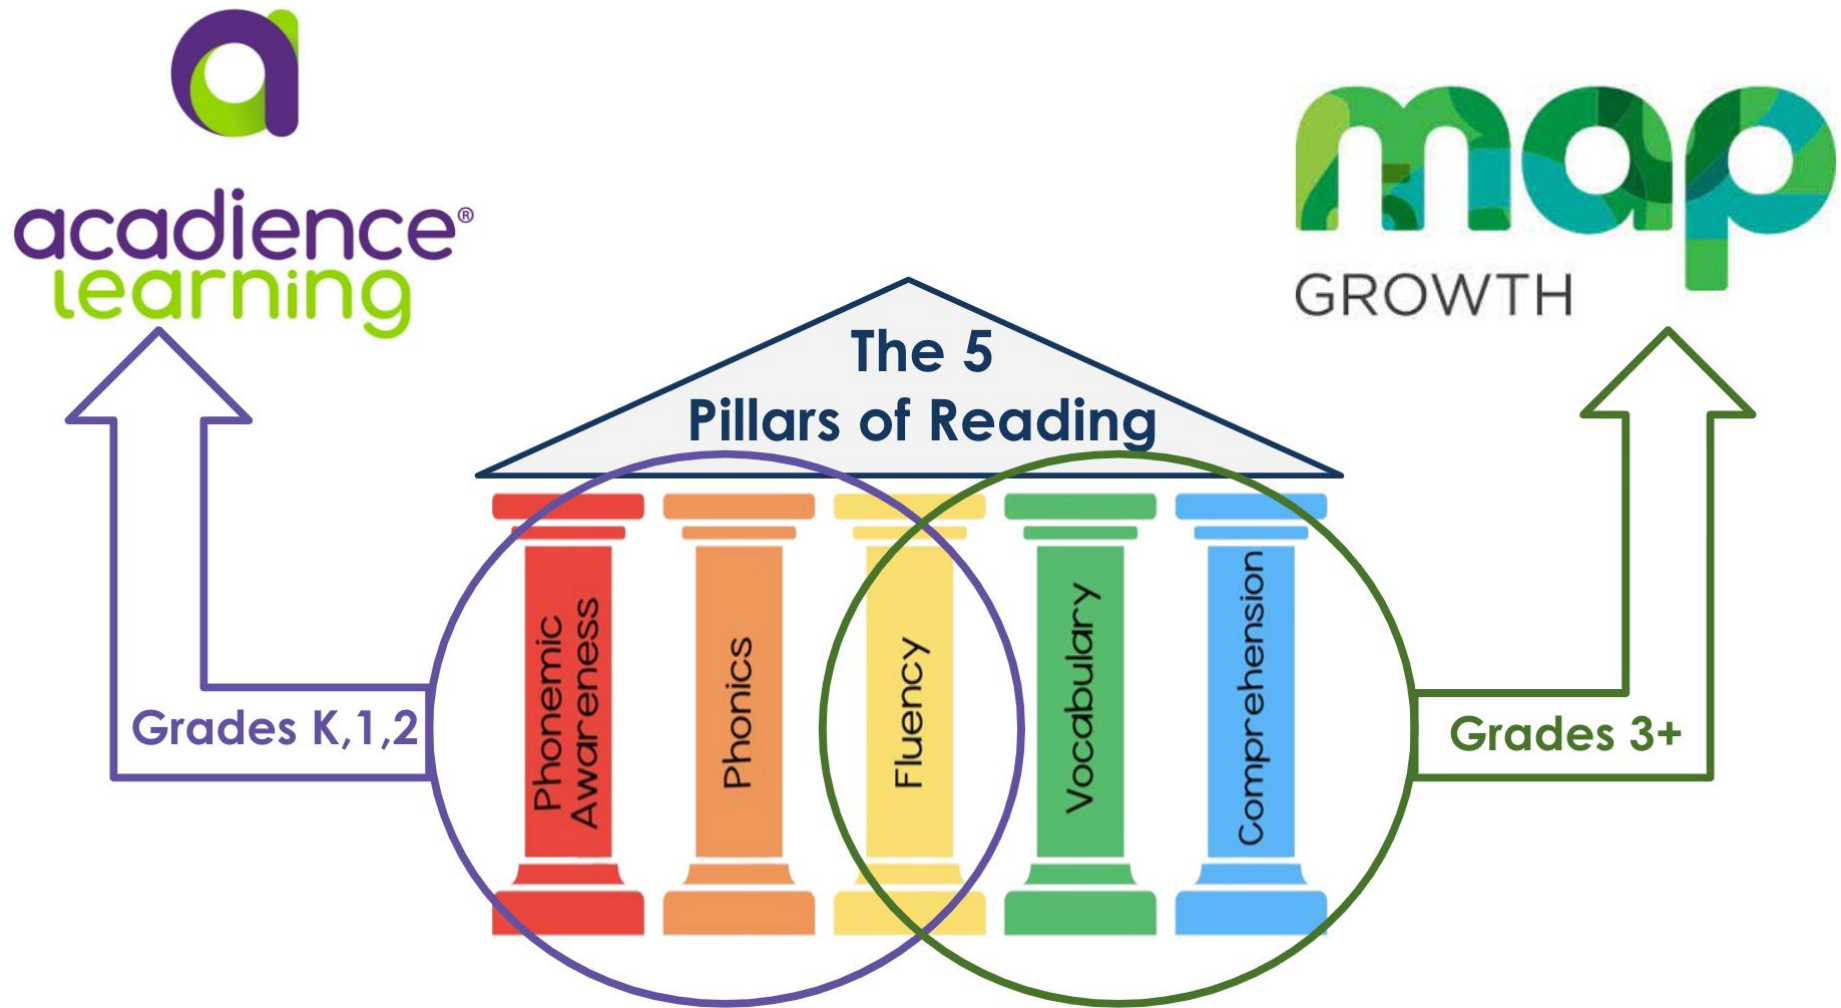 acadience®
learning
map
GROWTH
The 5
Pillars of Reading
Grades K,1,2
Phonemic
Awareness
Phonics
Fluency
Vocabulary
Comprehension
Grades 3+